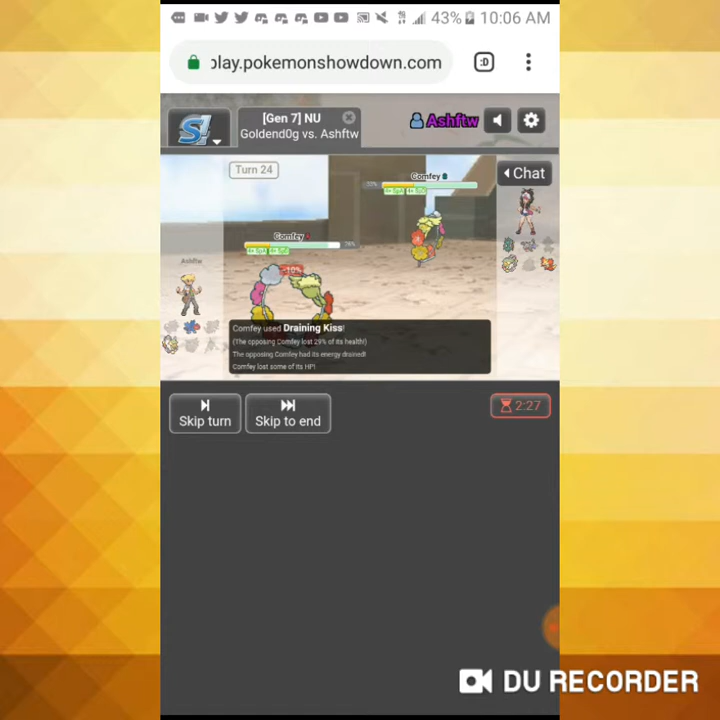 43% 10:06 AM
play.pokemonshowdown.com
:D
[Gen 7] NU
Goldend0g vs. Ashftw
Ashftw
Turn 24
Chat
Comfey
Comfey
Ashftw
-10%
Comfey used Draining Kiss!
(The opposing Comfey lost 29% of its health!)
The opposing Comfey had its energy drained!
Comfey lost some of its HP!
Skip turn
Skip to end
2:27
DU RECORDER